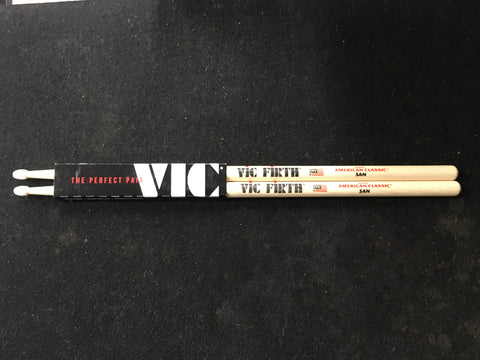 THE PERFECT PAIR
VIC
VIC FIRTH
AMERICAN CLASSIC®
5AN
VIC FIRTH
AMERICAN CLASSIC®
5AN